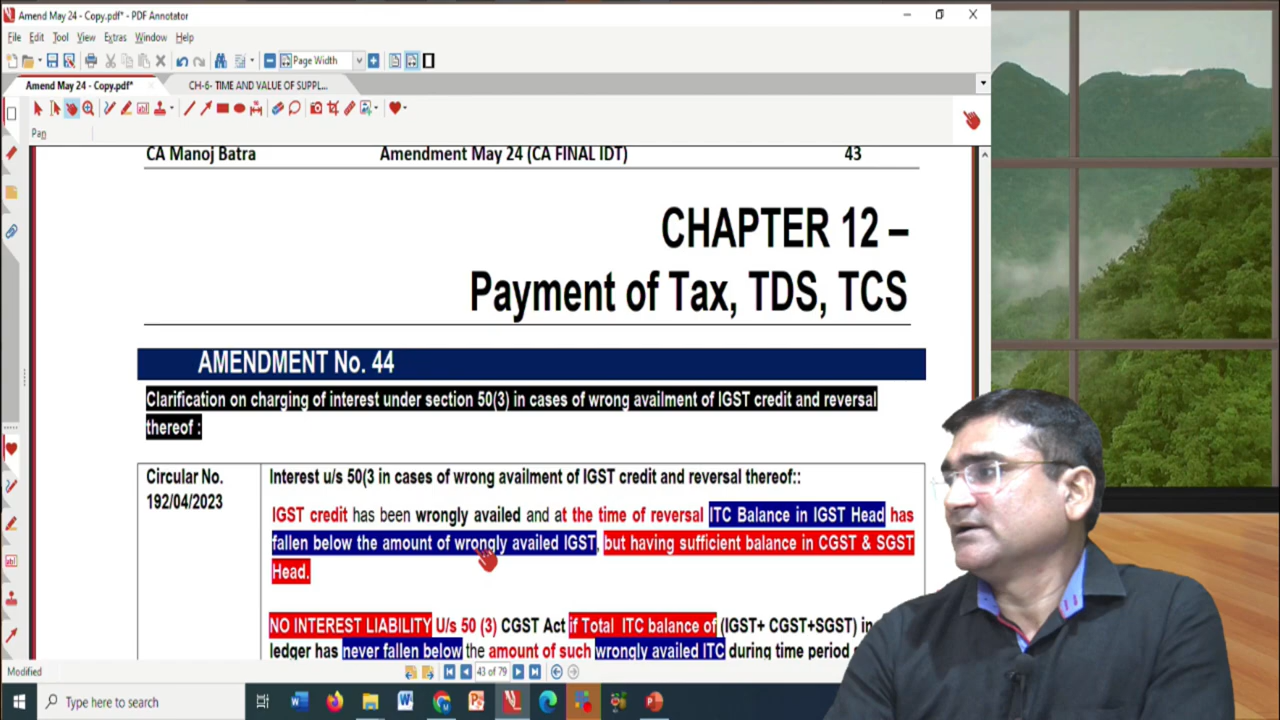 Amend May 24 - Copy.pdf* - PDF Annotator
File Edit Tool View Extras Window Help
Page Width
Amend May 24 - Copy.pdf*
CH-6- TIME AND VALUE OF SUPPL...
Pan
CA Manoj Batra Amendment May 24 (CA FINAL IDT) 43
CHAPTER 12 –
Payment of Tax, TDS, TCS
AMENDMENT No. 44
Clarification on charging of interest under section 50(3) in cases of wrong availment of IGST credit and reversal
thereof :
Circular No.
192/04/2023
Interest u/s 50(3 in cases of wrong availment of IGST credit and reversal thereof::
IGST credit has been wrongly availed and at the time of reversal ITC Balance in IGST Head has
fallen below the amount of wrongly availed IGST, but having sufficient balance in CGST & SGST
Head.
NO INTEREST LIABILITY U/s 50 (3) CGST Act if Total ITC balance of (IGST+ CGST+SGST) in
ledger has never fallen below the amount of such wrongly availed ITC during time period
Modified
43 of 79
Type here to search